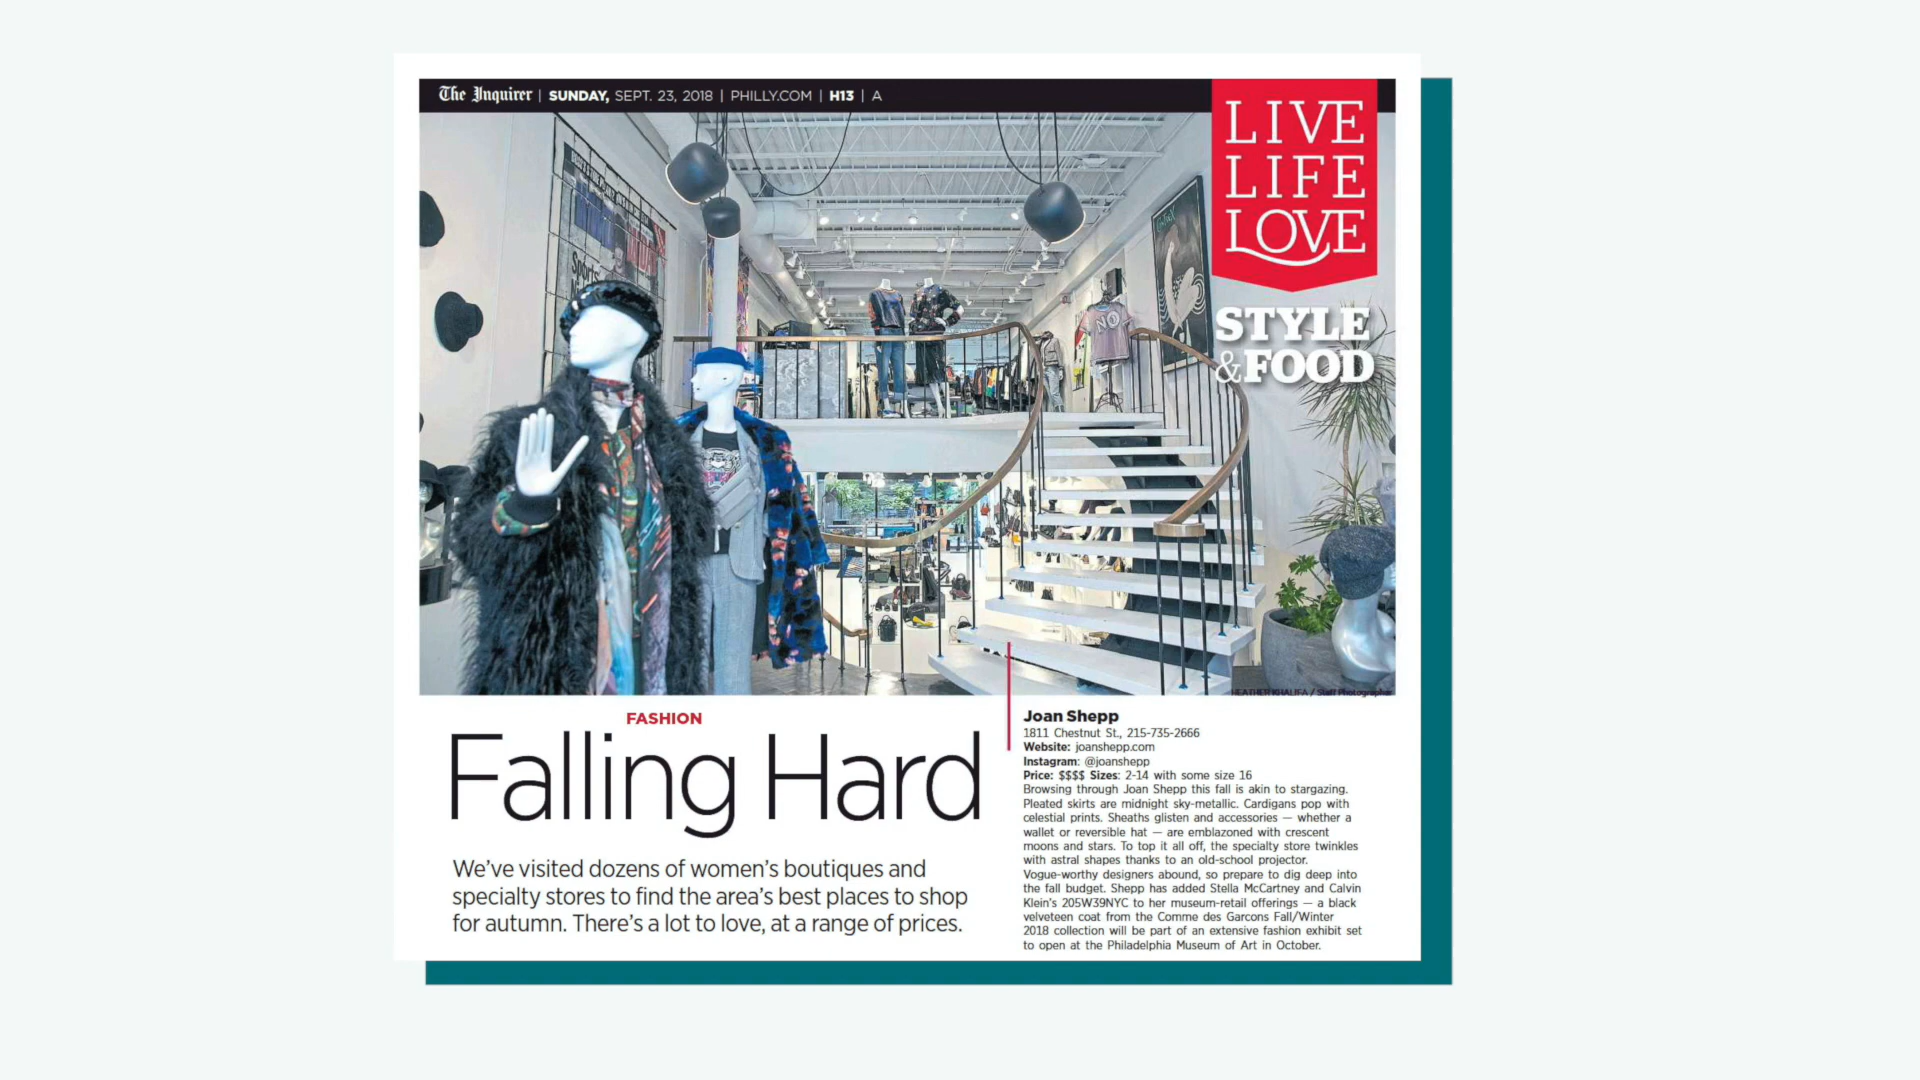 The Inquirer | SUNDAY, SEPT. 23, 2018 | PHILLY.COM | H13 | A
LIVE
LIFE
LOVE
STYLE
&FOOD
Sports
NO
HEATHER KHALIFA / Staff Photographer
FASHION
Falling Hard
We've visited dozens of women's boutiques and
specialty stores to find the area's best places to shop
for autumn. There's a lot to love, at a range of prices.
Joan Shepp
1811 Chestnut St., 215-735-2666
Website: joanshepp.com
Instagram: @joanshepp
Price: $$$$ Sizes: 2-14 with some size 16
Browsing through Joan Shepp this fall is akin to stargazing.
Pleated skirts are midnight sky-metallic. Cardigans pop with
celestial prints. Sheaths glisten and accessories — whether a
wallet or reversible hat — are emblazoned with crescent
moons and stars. To top it all off, the specialty store twinkles
with astral shapes thanks to an old-school projector.
Vogue-worthy designers abound, so prepare to dig deep into
the fall budget. Shepp has added Stella McCartney and Calvin
Klein's 205W39NYC to her museum-retail offerings — a black
velveteen coat from the Comme des Garcons Fall/Winter
2018 collection will be part of an extensive fashion exhibit set
to open at the Philadelphia Museum of Art in October.